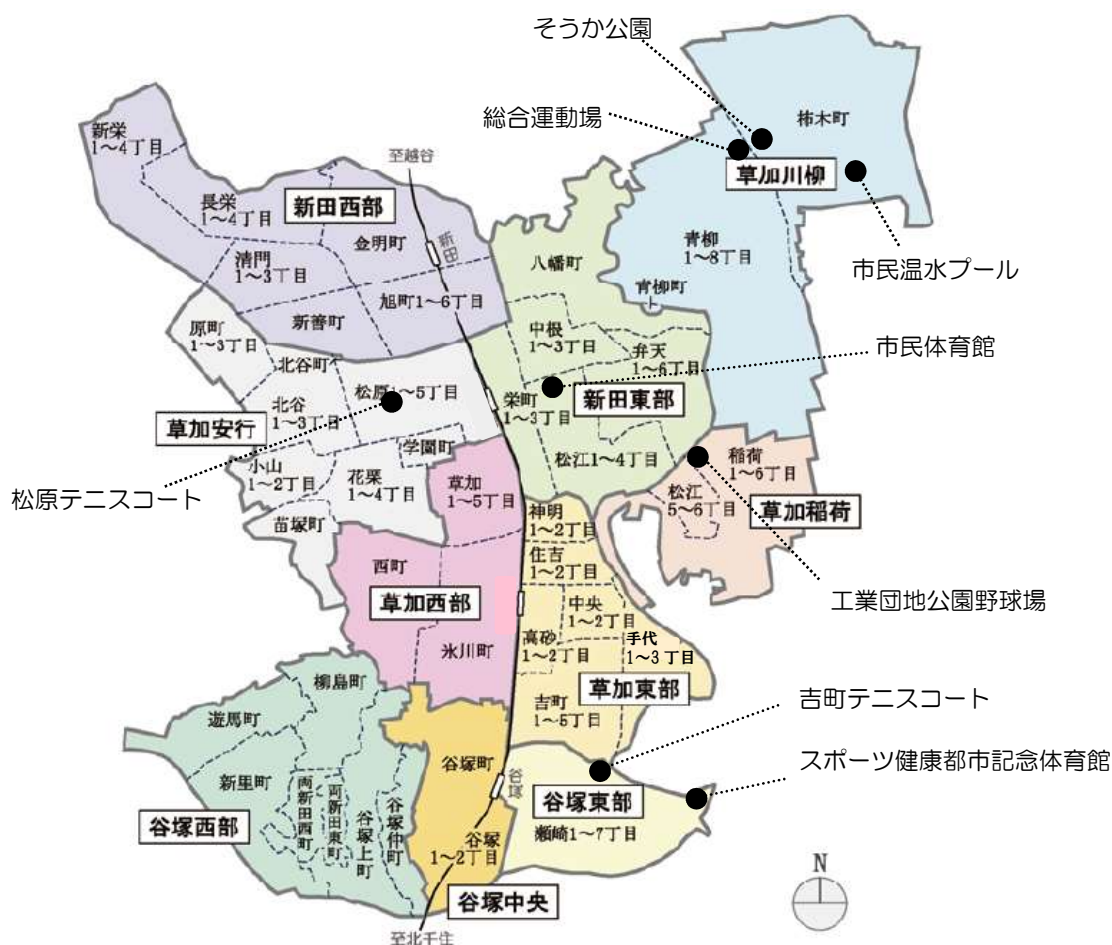 そうか公園
総合運動場
柿木町
新栄
1～4丁目
至越谷
草加川柳
長栄
1～4丁目
新田西部
新田
金明町
清門
1～3丁目
八幡町
青柳
1～8丁目
市民温水プール
青柳町
旭町1～6丁目
新善町
原町
1～3丁目
中根
1～3丁目
弁天
1～6丁目
市民体育館
北谷町
松原1～5丁目
栄町
1～3丁目
新田東部
北谷
1～3丁目
草加安行
学園町
松江1～4丁目
稲荷
1～6丁目
小山
1～2丁目
花栗
1～4丁目
草加
1～5丁目
松江
5～6丁目
草加稲荷
松原テニスコート
苗塚町
神明
1～2丁目
住吉
1～2丁目
西町
草加西部
中央
1～2丁目
工業団地公園野球場
高砂
1～2丁目
手代
1～3丁目
氷川町
草加東部
柳島町
吉町
1～5丁目
吉町テニスコート
遊馬町
谷塚町
谷塚
スポーツ健康都市記念体育館
新里町
両新田西町
両新田東町
谷塚上町
谷塚仲町
谷塚東部
谷塚西部
瀬崎1～7丁目
谷塚
1～2丁目
谷塚中央
N
至北千住